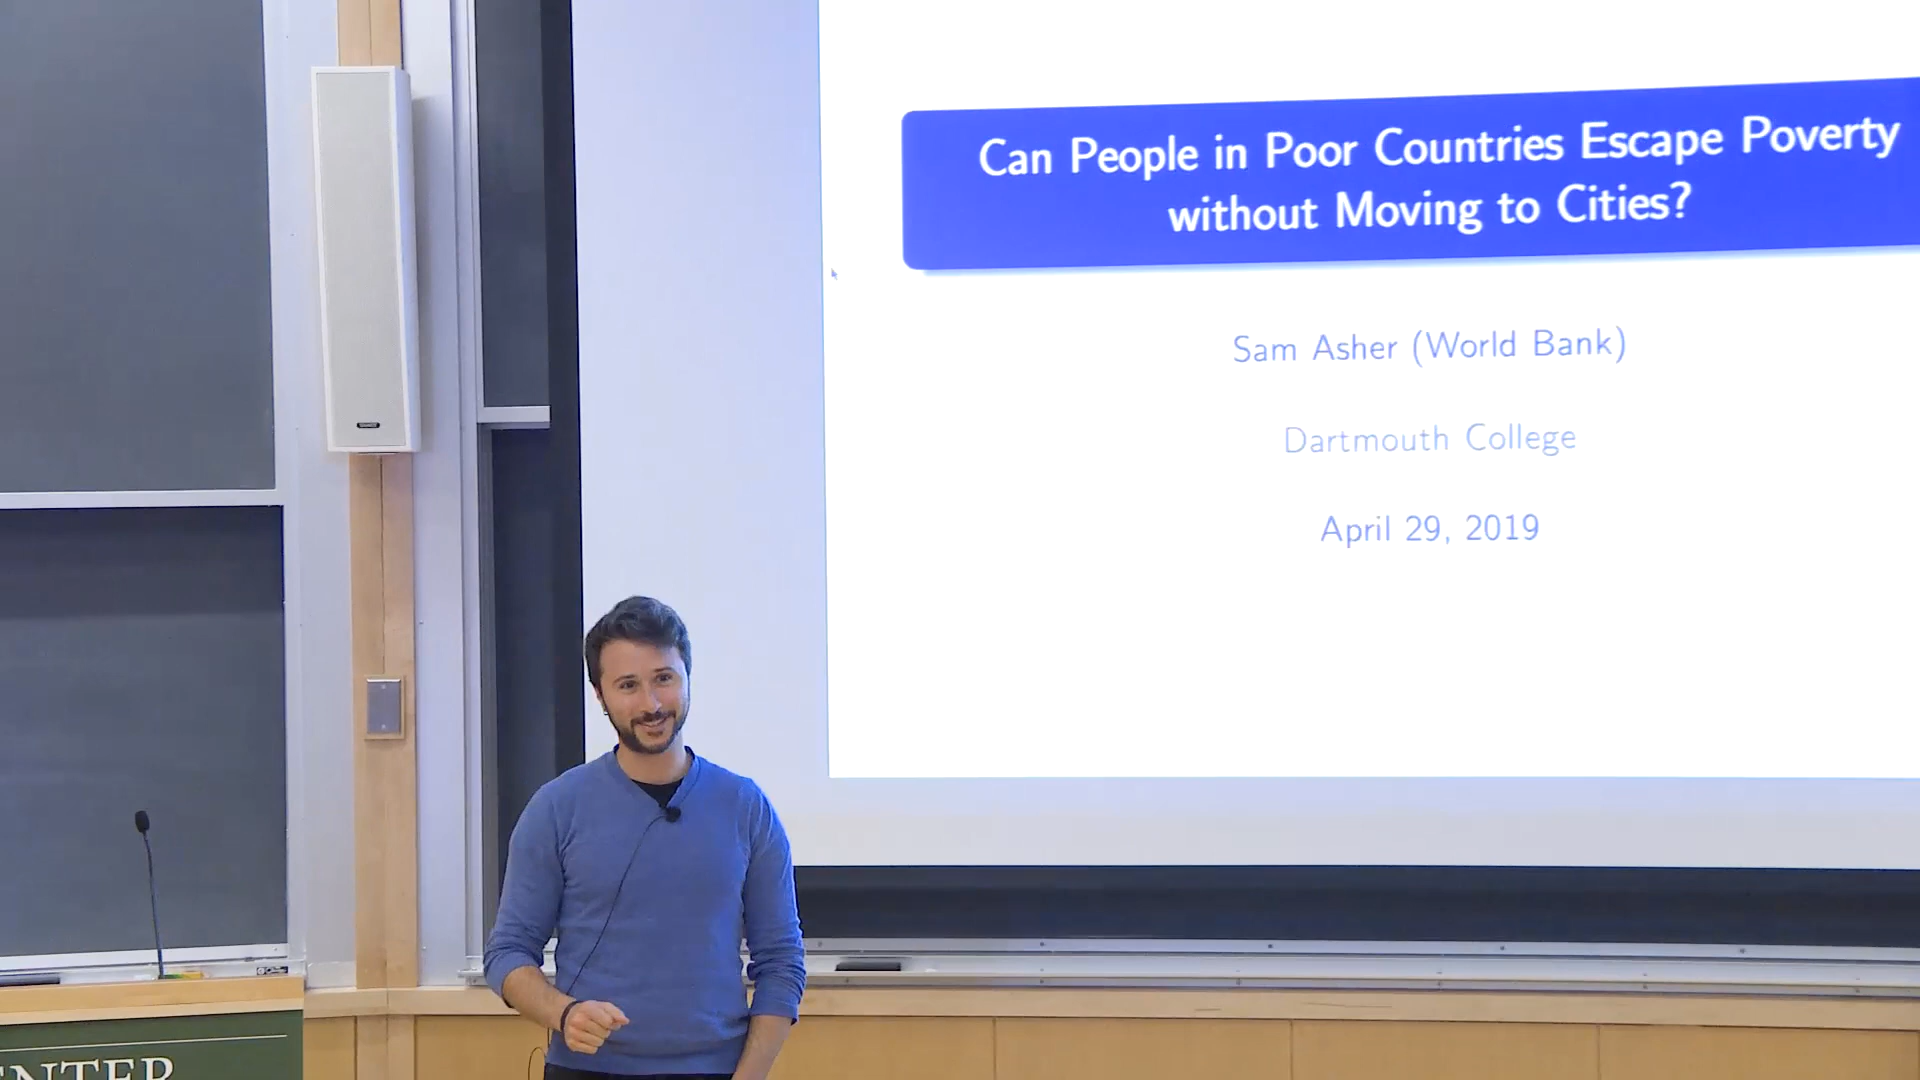 Can People in Poor Countries Escape Poverty
without Moving to Cities?
Sam Asher (World Bank)
Dartmouth College
April 29, 2019
ENTER